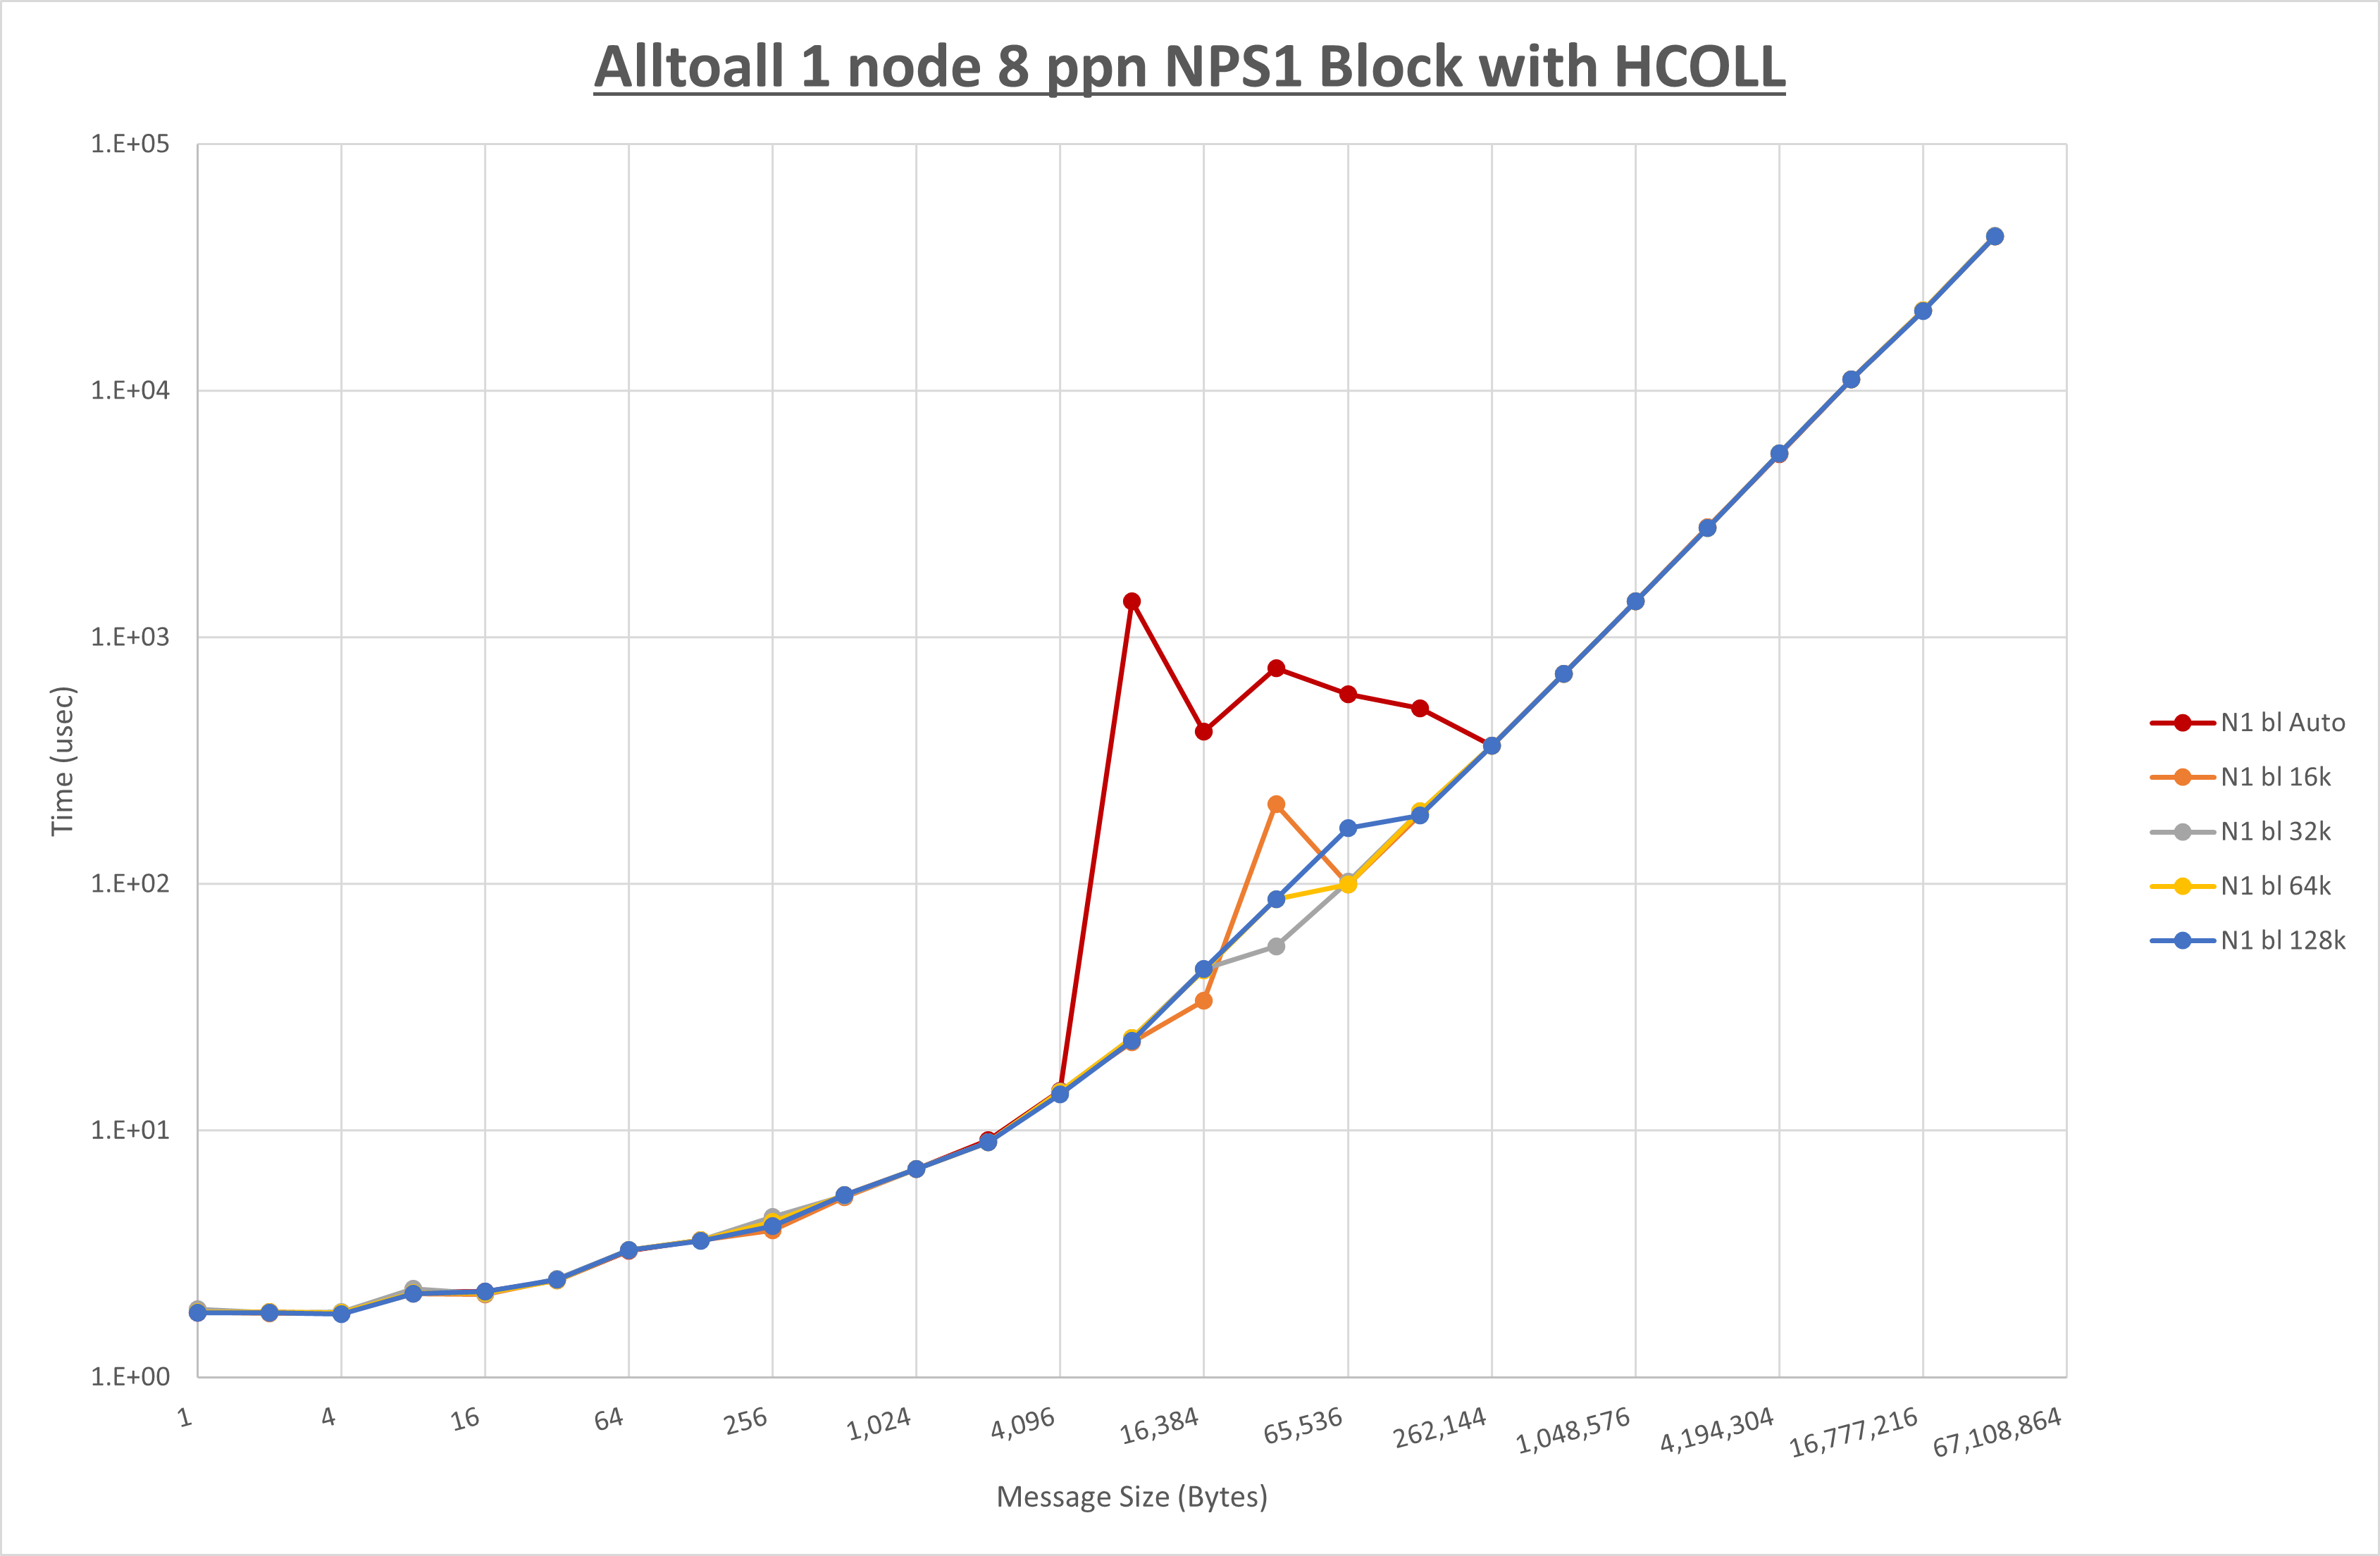 Alltoall 1 node 8 ppn NPS1 Block with HCOLL
1.E+05
1.E+04
1.E+03
1.E+02
1.E+01
1.E+00
Time (usec)
1
4
16
64
256
1,024
4,096
16,384
65,536
262,144
1,048,576
4,194,304
16,777,216
67,108,864
Message Size (Bytes)
N1 bl Auto
N1 bl 16k
N1 bl 32k
N1 bl 64k
N1 bl 128k